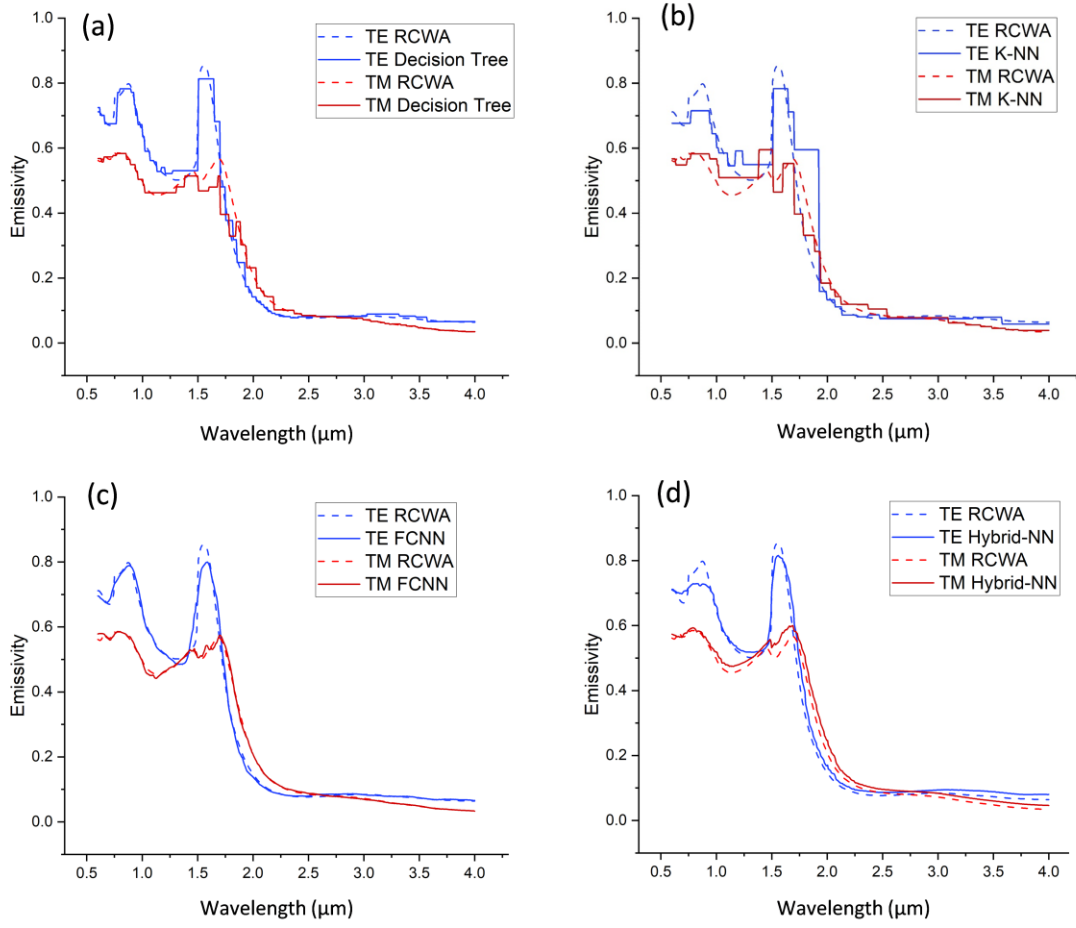 (a)
TE RCWA
TE Decision Tree
TM RCWA
TM Decision Tree
Emissivity
1.0
0.8
0.6
0.4
0.2
0.0
0.5 1.0 1.5 2.0 2.5 3.0 3.5 4.0
Wavelength (μm)
(b)
TE RCWA
TE K-NN
TM RCWA
TM K-NN
Emissivity
1.0
0.8
0.6
0.4
0.2
0.0
0.5 1.0 1.5 2.0 2.5 3.0 3.5 4.0
Wavelength (μm)
(c)
TE RCWA
TE FCNN
TM RCWA
TM FCNN
Emissivity
1.0
0.8
0.6
0.4
0.2
0.0
0.5 1.0 1.5 2.0 2.5 3.0 3.5 4.0
Wavelength (μm)
(d)
TE RCWA
TE Hybrid-NN
TM RCWA
TM Hybrid-NN
Emissivity
1.0
0.8
0.6
0.4
0.2
0.0
0.5 1.0 1.5 2.0 2.5 3.0 3.5 4.0
Wavelength (μm)